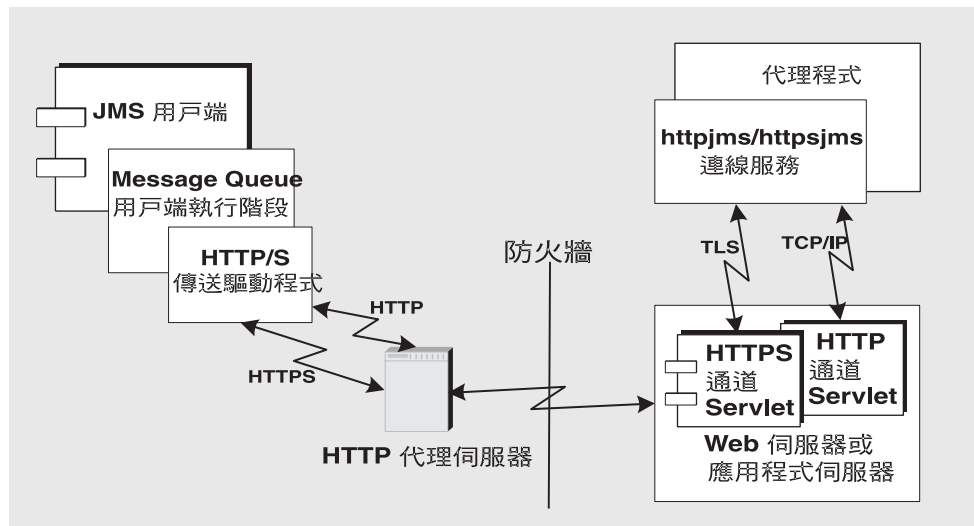 JMS 用戶端
Message Queue
用戶端執行階段
HTTP/S
傳送驅動程式
HTTP
HTTPS
HTTP 代理伺服器
防火牆
代理程式
httpjms/httpsjms
連線服務
TLS
TCP/IP
HTTPS
通道
Servlet
HTTP
通道
Servlet
Web 伺服器或
應用程式伺服器